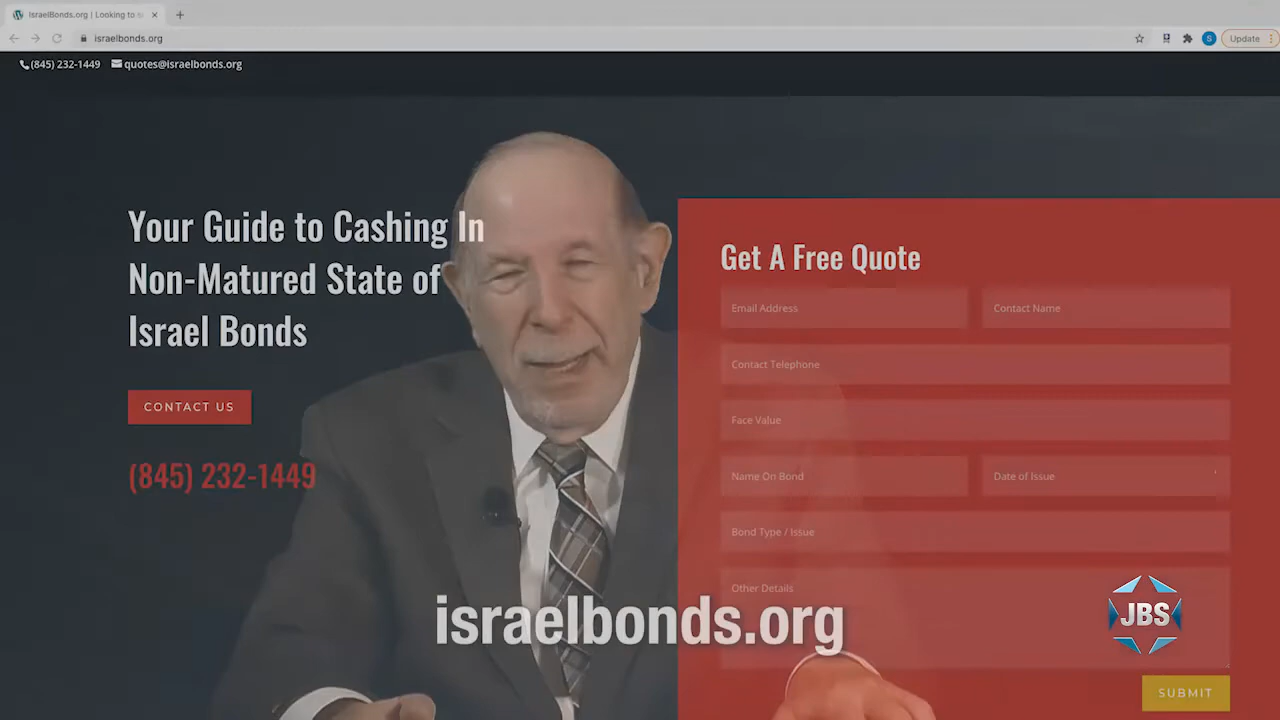 IsraelBonds.org | Looking to
israelbonds.org
S
Update
(845) 232-1449 quotes@israelbonds.org
Your Guide to Cashing In
Non-Matured State of
Israel Bonds
CONTACT US
(845) 232-1449
Get A Free Quote
Email Address
Contact Name
Contact Telephone
Face Value
Name On Bond
Date of Issue
Bond Type / Issue
Other Details
SUBMIT
israelbonds.org
JBS